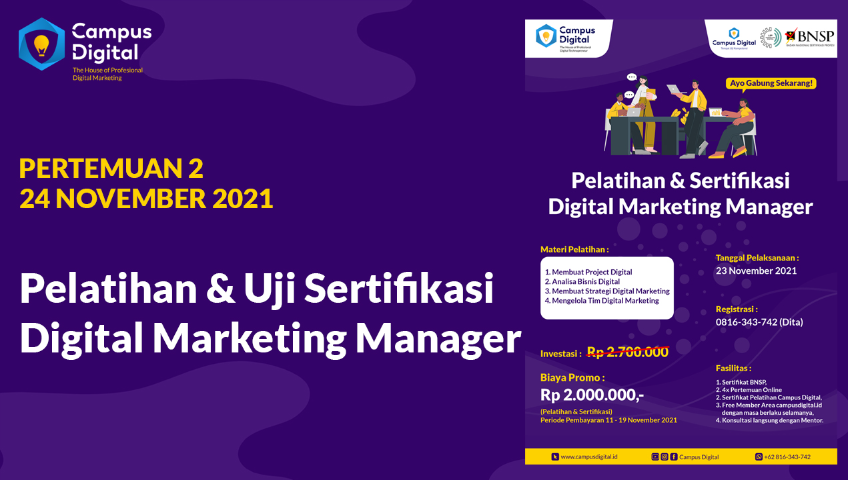 Campus
Digital
The House of Profesional
Digital Marketing
PERTEMUAN 2
24 NOVEMBER 2021
Pelatihan & Uji Sertifikasi
Digital Marketing Manager
Campus
Digital
The House of Profesional
Campus Digital
BNSP
Ayo Gabung Sekarang!
Pelatihan & Sertifikasi
Digital Marketing Manager
Materi Pelatihan :
1. Membuat Project Digital
2. Analisa Bisnis Digital
3. Membuat Strategi Digital Marketing
4. Mengelola Tim Digital Marketing
Investasi : Rp 2.700.000
Biaya Promo :
Rp 2.000.000,-
(Pelatihan & Sertifikasi)
Periode Pembayaran 11 - 19 November 2021
Tanggal Pelaksanaan :
23 November 2021
Registrasi :
0816-343-742 (Dita)
Fasilitas :
1. Sertifikat BNSP,
2. 4x Pertemuan Online
2. Sertifikat Pelatihan Campus Digital,
3. Free Member Area campusdigital.id
dengan masa berlaku selamanya,
4. Konsultasi langsung dengan Mentor.
www.campusdigital.id
Campus Digital
+62 816-343-742